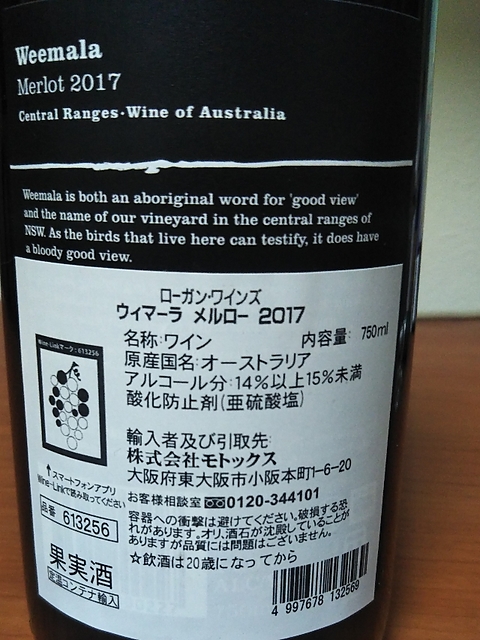 Weemala
Merlot 2017
Central Ranges·Wine of Australia
Weemala is both an aboriginal word for 'good view'
and the name of our vineyard in the central ranges of
NSW. As the birds that live here can testify, it does have
a bloody good view.
ローガン・ワインズ
ウィマーラ メルロー 2017
名称:ワイン 内容量: 750ml
原産国名:オーストラリア
アルコール分:14%以上15%未満
酸化防止剤(亜硫酸塩)
Wine-Linkマーク:613256
輸入者及び引取先:
株式会社モトックス
大阪府東大阪市小阪本町1-6-20
↑スマートフォンアプリ
Wine-Linkで読み取ってください
お客様相談室 0120-344101
品番 613256
容器への衝撃は避けてください。破損する恐
れがあります。オリ、酒石が沈殿していることが
ありますが品質には問題はございません。
果実酒
☆飲酒は20歳になってから
定温コンテナ輸入
4 997678 132569